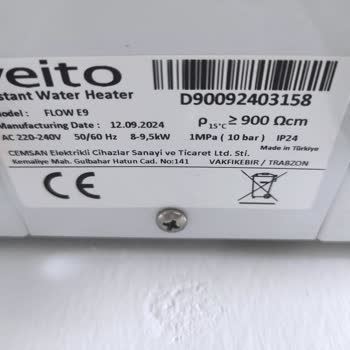 veito
stant Water Heater
odel: FLOW E9
Manufacturing Date : 12.09.2024
AC 220-240V 50/60 Hz 8-9,5kW 1MPa ( 10 bar ) IP24
D90092403158
ρ15°C ≥ 900 Ωcm
Made in Türkiye
CEMSAN Elektrikli Cihazlar Sanayi ve Ticaret Ltd. Sti.
Kemaliye Mah. Gulbahar Hatun Cad. No:141 VAKFIKEBIR / TRABZON
CE